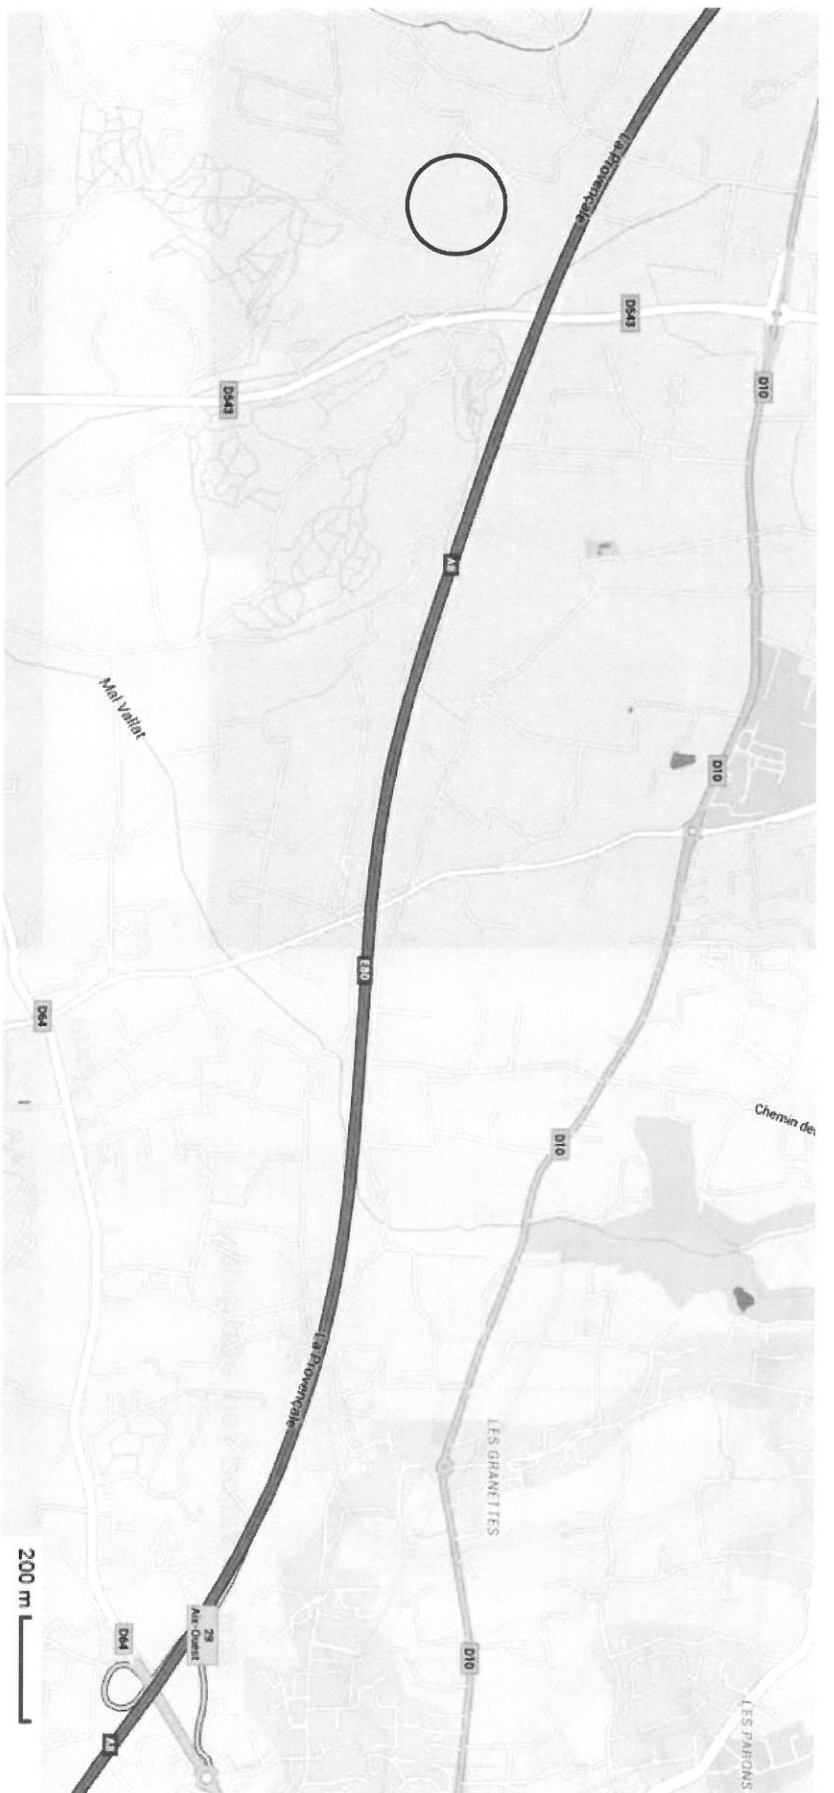 Chemin de
D10
LES PARONS
D10
D543
La Provençale
D10
LES GRANETTES
D10
A8
E80
La Provençale
D543
29
Aix-Ouest
Mal Vallat
D64
A8
D64
200 m